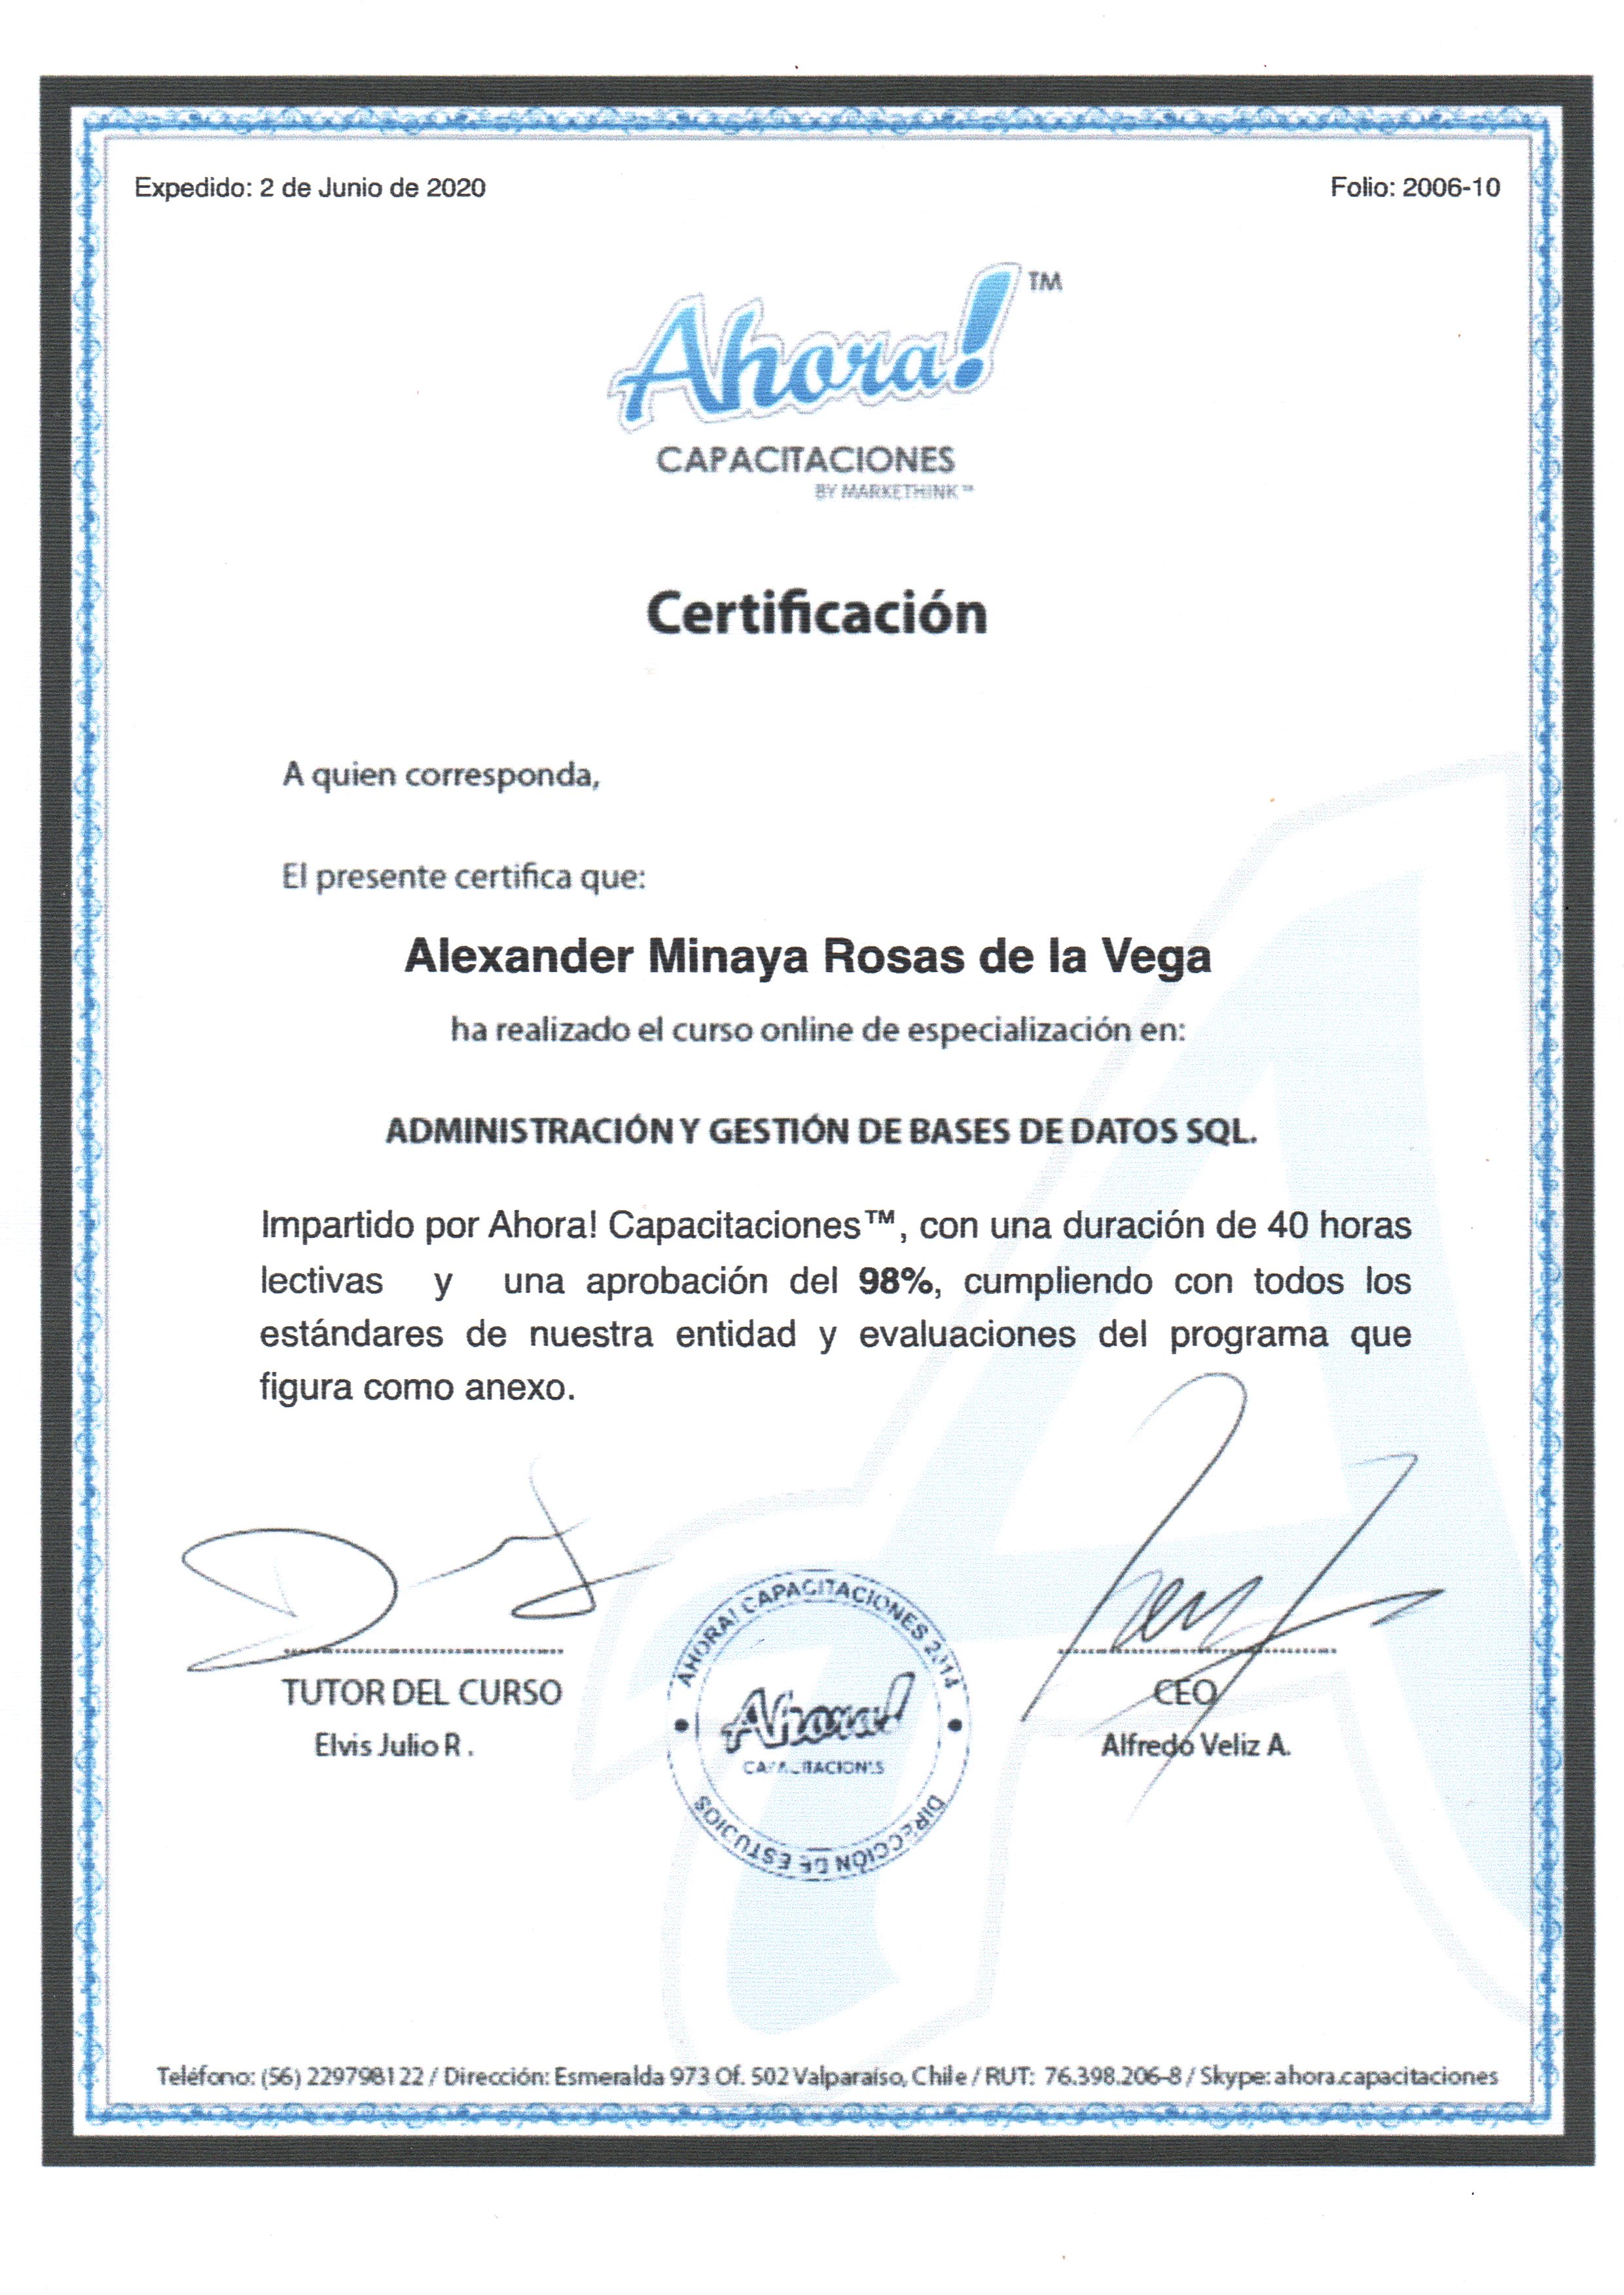 Expedido: 2 de Junio de 2020
Folio: 2006-10
Ahora! TM
CAPACITACIONES
BY MARKETHINK™
Certificación
A quien corresponda,
El presente certifica que:
Alexander Minaya Rosas de la Vega
ha realizado el curso online de especialización en:
ADMINISTRACIÓN Y GESTIÓN DE BASES DE DATOS SQL.
Impartido por Ahora! Capacitaciones™, con una duración de 40 horas
lectivas y una aprobación del 98%, cumpliendo con todos los
estándares de nuestra entidad y evaluaciones del programa que
figura como anexo.
TUTOR DEL CURSO
Elvis Julio R .
AHORA! CAPACITACIONES 2014
Ahora!
CAPACITACIONES
DIRECCIÓN DE ESTUDIOS
CEO
Alfredo Veliz A.
Teléfono: (56) 229798122 / Dirección: Esmeralda 973 Of. 502 Valparaíso, Chile / RUT: 76.398.206-8 / Skype: ahora.capacitaciones